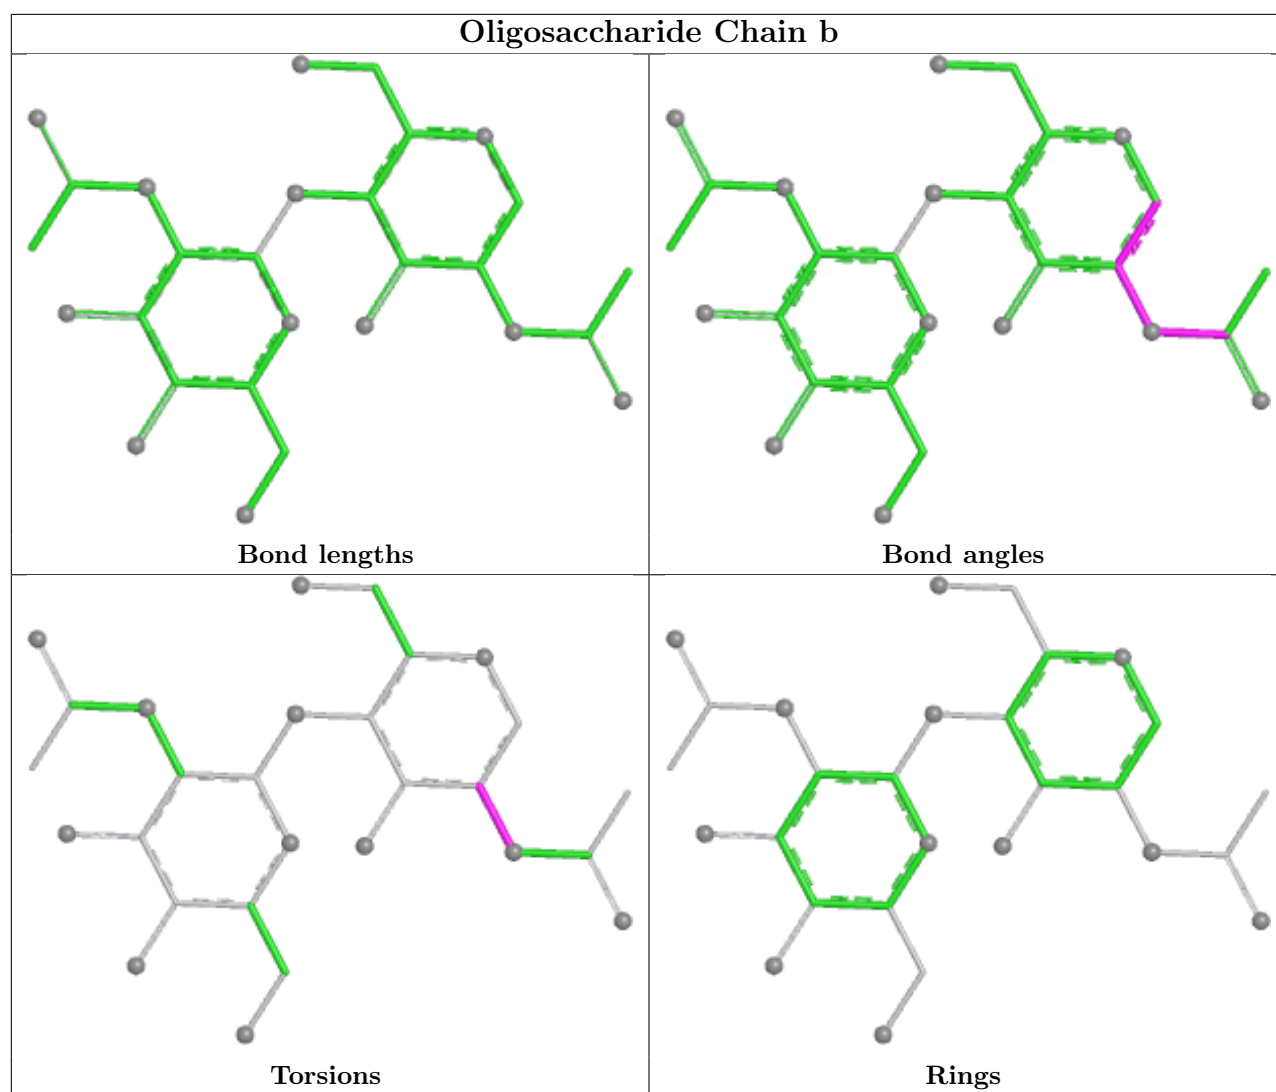 Oligosaccharide Chain b
Bond lengths
Bond angles
Torsions
Rings